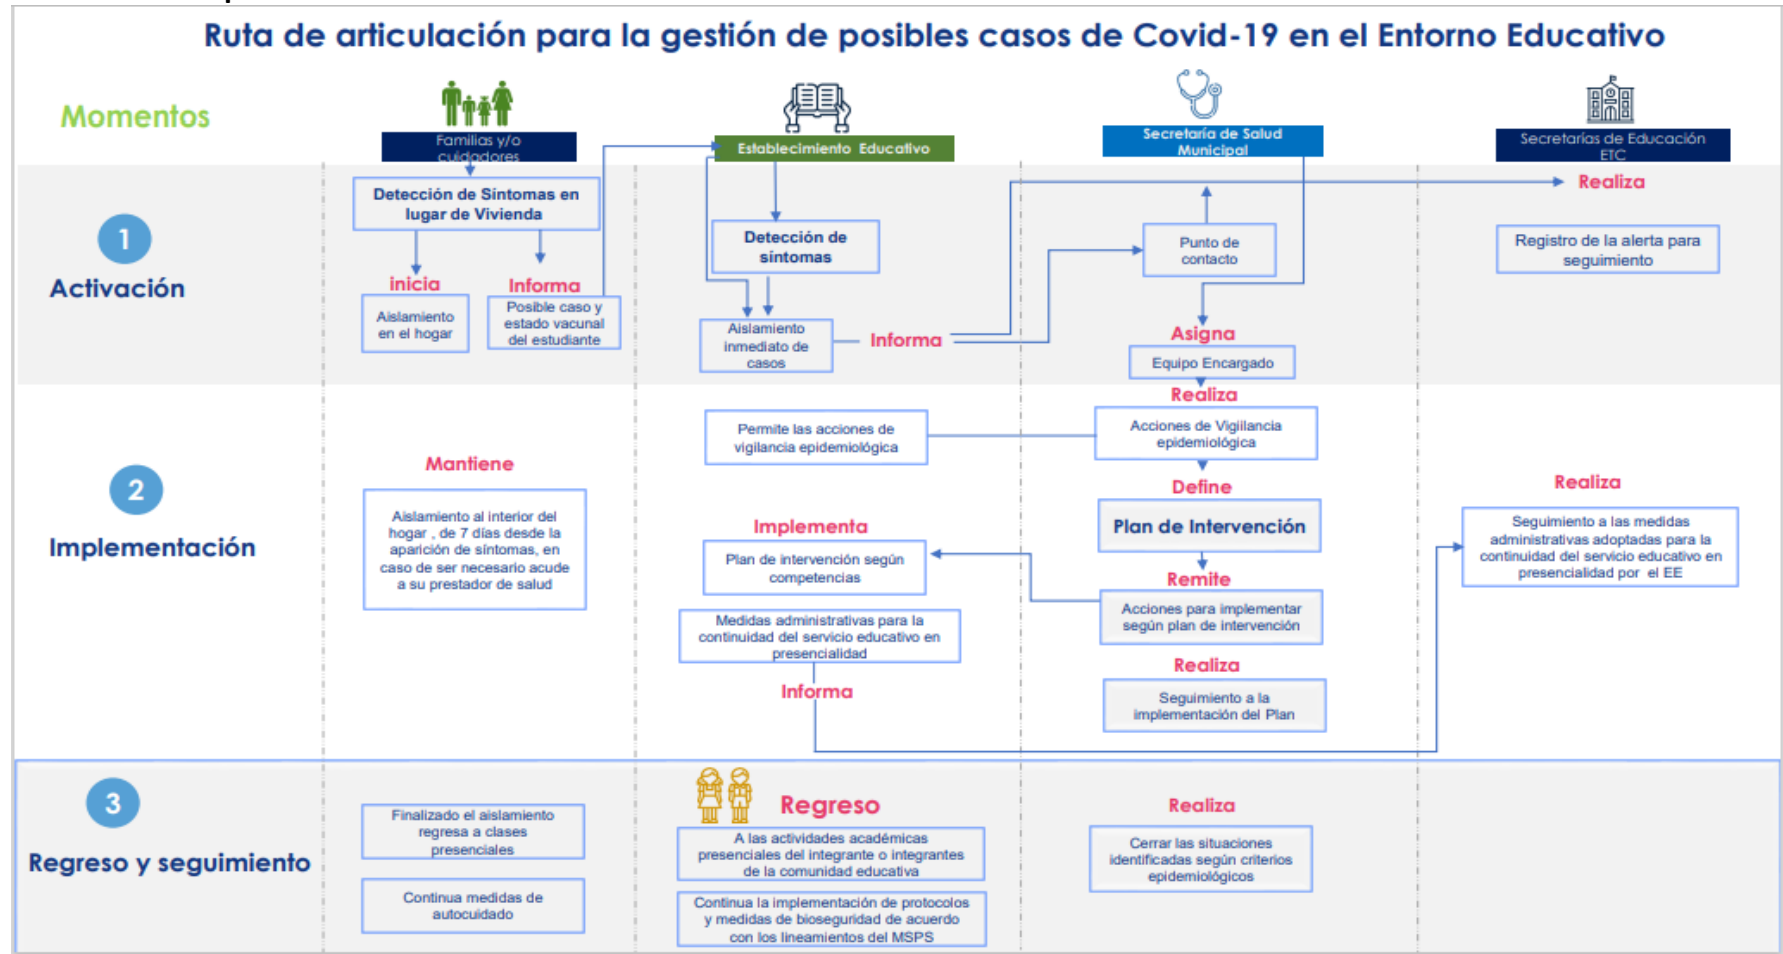 Ruta de articulación para la gestión de posibles casos de Covid-19 en el Entorno Educativo
Momentos
Familias y/o
cuidadores
Establecimiento Educativo
Secretaría de Salud
Municipal
Secretarías de Educación
ETC
1
Activación
Detección de Síntomas en
lugar de Vivienda
inicia
Aislamiento
en el hogar
Informa
Posible caso y
estado vacunal
del estudiante
Detección de
síntomas
Aislamiento
inmediato de
casos
Informa
Punto de
contacto
Asigna
Equipo Encargado
Realiza
Registro de la alerta para
seguimiento
2
Implementación
Mantiene
Aislamiento al interior del
hogar , de 7 días desde la
aparición de síntomas, en
caso de ser necesario acude
a su prestador de salud
Permite las acciones de
vigilancia epidemiológica
Implementa
Plan de intervención según
competencias
Medidas administrativas para la
continuidad del servicio educativo en
presencialidad
Informa
Realiza
Acciones de Vigiilancia
epidemiológica
Define
Plan de Intervención
Remite
Acciones para implementar
según plan de intervención
Realiza
Seguimiento a la
implementación del Plan
Realiza
Seguimiento a las medidas
administrativas adoptadas para la
continuidad del servicio educativo en
presencialidad por el EE
3
Regreso y seguimiento
Finalizado el aislamiento
regresa a clases
presenciales
Continua medidas de
autocuidado
Regreso
A las actividades académicas
presenciales del integrante o integrantes
de la comunidad educativa
Continua la implementación de protocolos
y medidas de bioseguridad de acuerdo
con los lineamientos del MSPS
Realiza
Cerrar las situaciones
identificadas según criterios
epidemiológicos